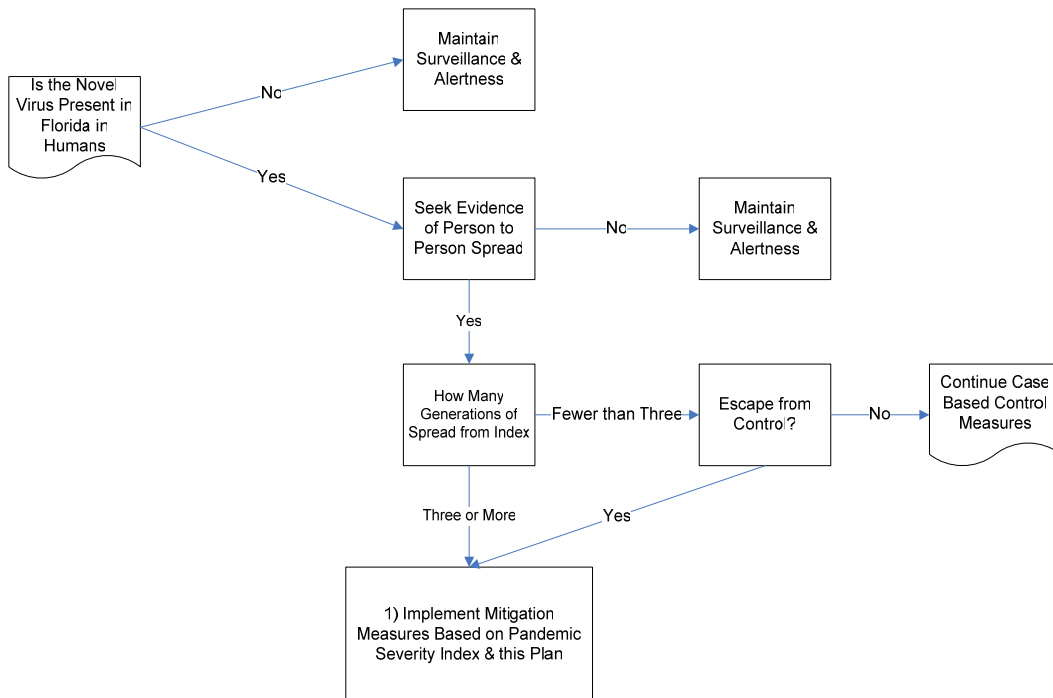 Maintain
Surveillance &
Alertness
Is the Novel
Virus Present in
Florida in
Humans
No
Yes
Seek Evidence
of Person to
Person Spread
No
Maintain
Surveillance &
Alertness
Yes
How Many
Generations of
Spread from Index
Fewer than Three
Escape from
Control?
No
Continue Case
Based Control
Measures
Three or More
Yes
1) Implement Mitigation
Measures Based on Pandemic
Severity Index & this Plan